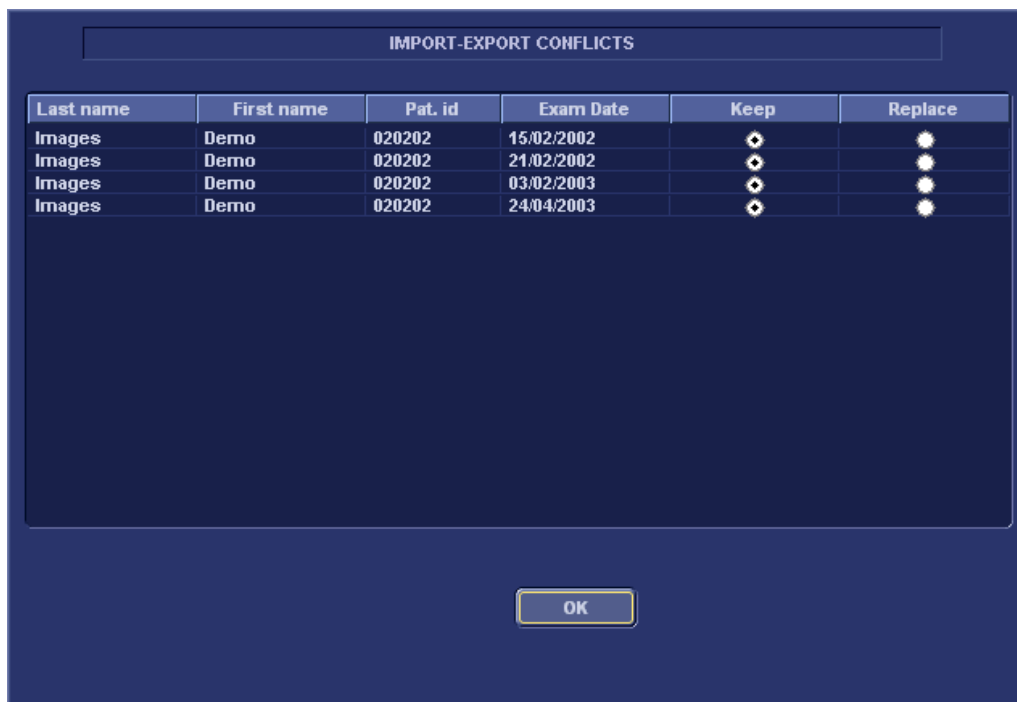 IMPORT-EXPORT CONFLICTS
Last name First name Pat. id Exam Date Keep Replace
Images Demo 020202 15/02/2002
Images Demo 020202 21/02/2002
Images Demo 020202 03/02/2003
Images Demo 020202 24/04/2003
OK